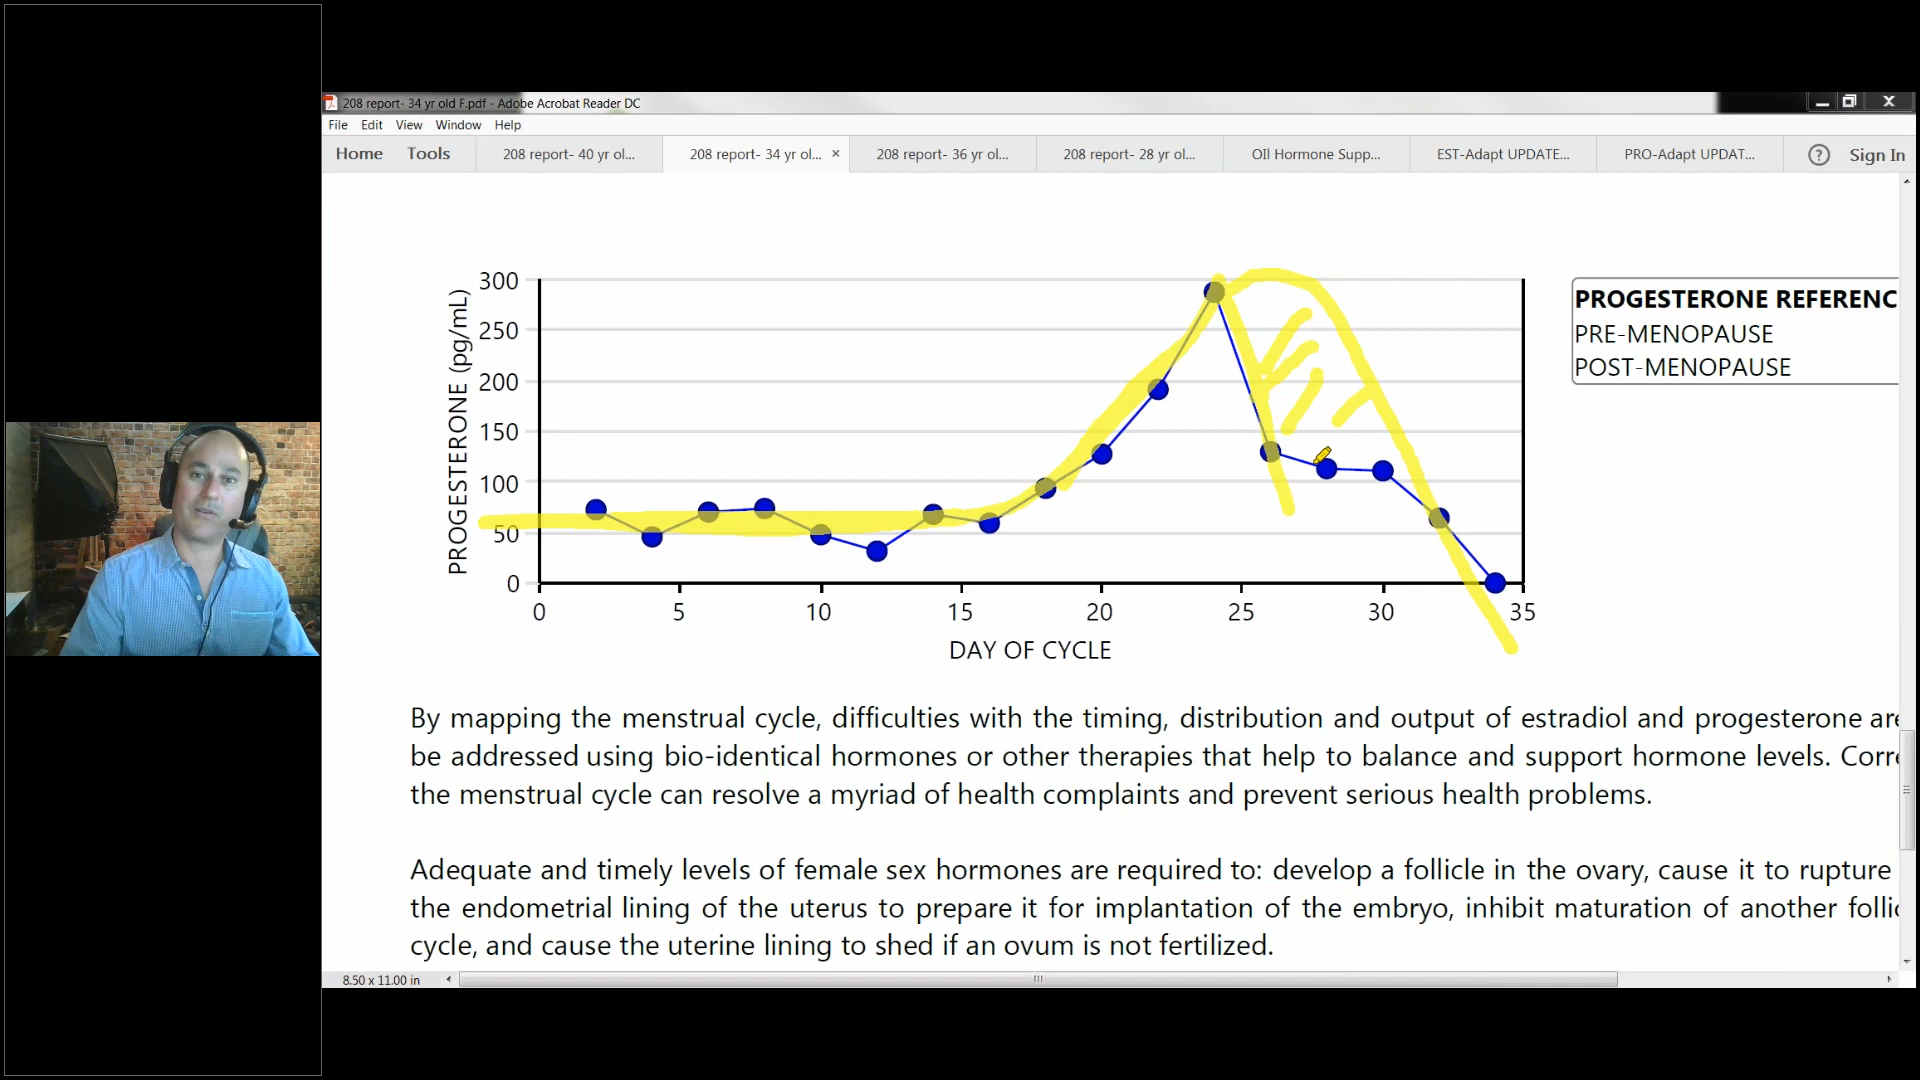 208 report- 34 yr old F.pdf - Adobe Acrobat Reader DC
File Edit View Window Help
Home Tools 208 report- 40 yr ol... 208 report- 34 yr ol... × 208 report- 36 yr ol... 208 report- 28 yr ol... OIl Hormone Supp... EST-Adapt UPDATE... PRO-Adapt UPDAT... ? Sign In
PROGESTERONE (pg/mL)
300
250
200
150
100
50
0
0 5 10 15 20 25 30 35
DAY OF CYCLE
PROGESTERONE REFERENC
PRE-MENOPAUSE
POST-MENOPAUSE
By mapping the menstrual cycle, difficulties with the timing, distribution and output of estradiol and progesterone are
be addressed using bio-identical hormones or other therapies that help to balance and support hormone levels. Corre
the menstrual cycle can resolve a myriad of health complaints and prevent serious health problems.
Adequate and timely levels of female sex hormones are required to: develop a follicle in the ovary, cause it to rupture
the endometrial lining of the uterus to prepare it for implantation of the embryo, inhibit maturation of another follic
cycle, and cause the uterine lining to shed if an ovum is not fertilized.
8.50 x 11.00 in